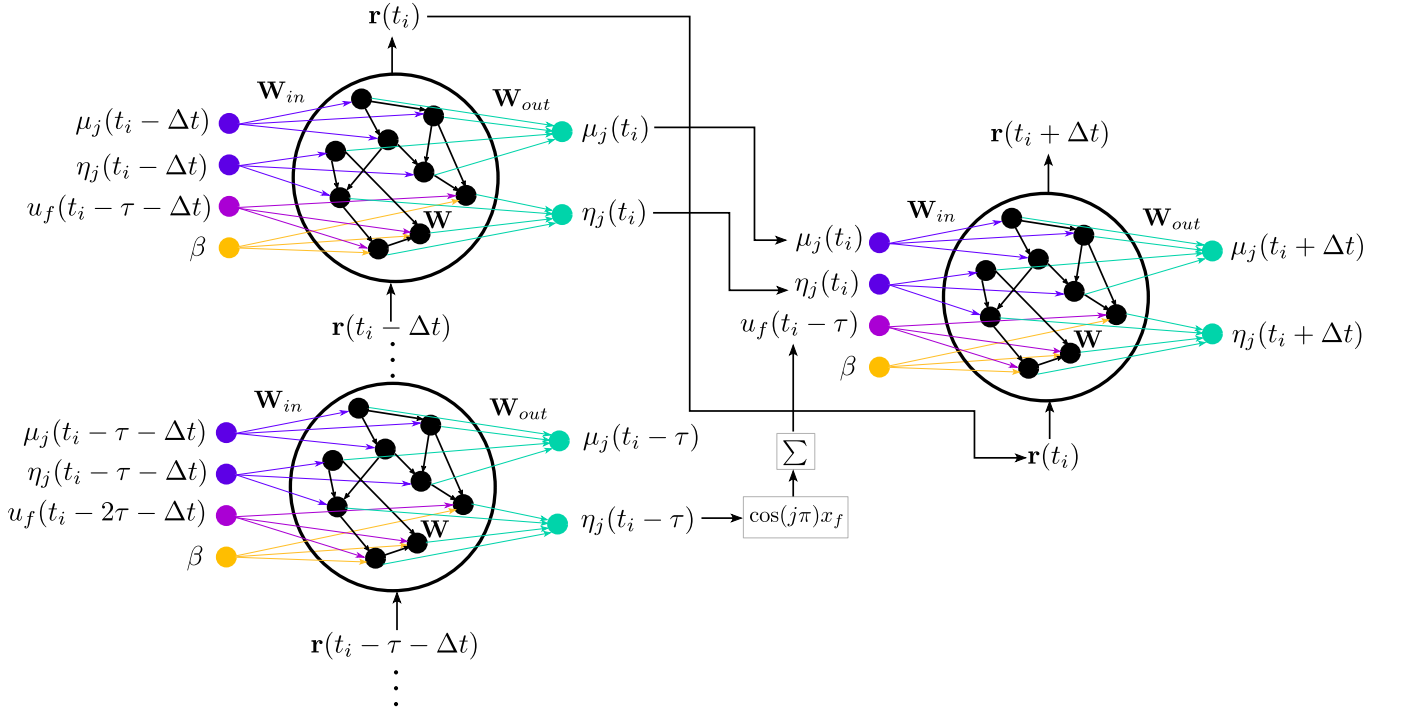 𝐫(t_i)
𝐖_in
𝐖_out
μ_j(t_i − Δt)
η_j(t_i − Δt)
u_f(t_i − τ − Δt)
β
𝐖
μ_j(t_i)
η_j(t_i)
𝐫(t_i − Δt)
𝐖_in
𝐖_out
μ_j(t_i − τ − Δt)
η_j(t_i − τ − Δt)
u_f(t_i − 2τ − Δt)
β
𝐖
μ_j(t_i − τ)
η_j(t_i − τ)
𝐫(t_i − τ − Δt)
cos(jπ)x_f
∑
𝐫(t_i + Δt)
𝐖_in
𝐖_out
μ_j(t_i)
η_j(t_i)
u_f(t_i − τ)
β
𝐖
μ_j(t_i + Δt)
η_j(t_i + Δt)
𝐫(t_i)